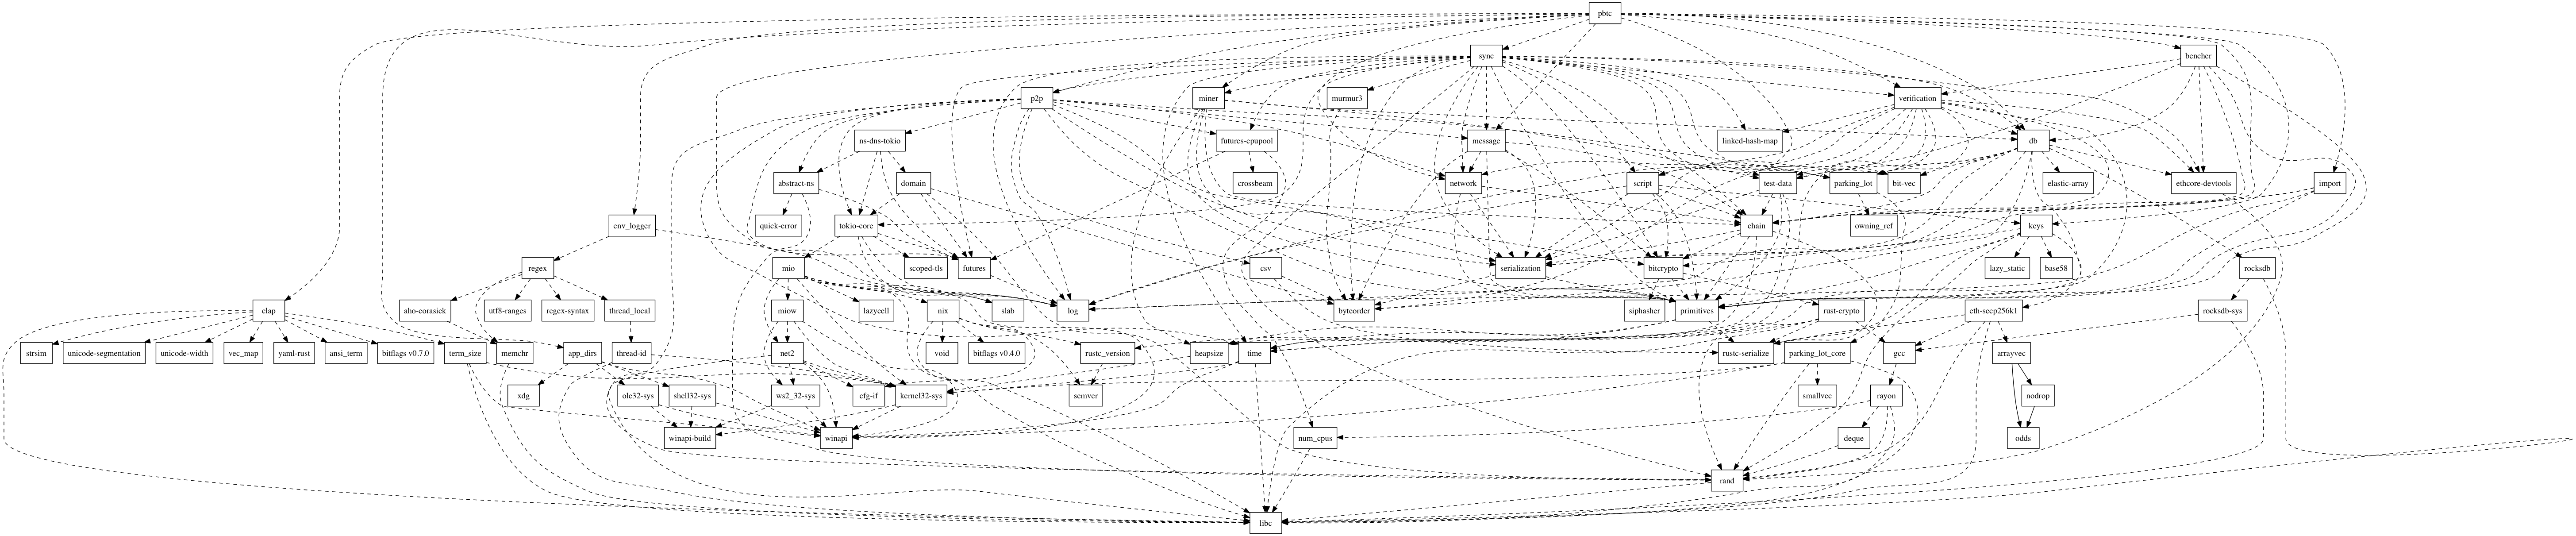 pbtc
sync
bencher
p2p
miner
murmur3
verification
ns-dns-tokio
futures-cpupool
message
linked-hash-map
db
abstract-ns
domain
crossbeam
network
script
test-data
parking_lot
bit-vec
elastic-array
ethcore-devtools
import
env_logger
quick-error
tokio-core
chain
owning_ref
keys
regex
mio
scoped-tls
futures
csv
serialization
bitcrypto
lazy_static
base58
rocksdb
clap
aho-corasick
utf8-ranges
regex-syntax
thread_local
miow
lazycell
nix
slab
log
byteorder
siphasher
primitives
rust-crypto
eth-secp256k1
rocksdb-sys
strsim
unicode-segmentation
unicode-width
vec_map
yaml-rust
ansi_term
bitflags v0.7.0
term_size
memchr
app_dirs
thread-id
net2
void
bitflags v0.4.0
rustc_version
heapsize
time
rustc-serialize
parking_lot_core
gcc
arrayvec
xdg
ole32-sys
shell32-sys
ws2_32-sys
cfg-if
kernel32-sys
semver
smallvec
rayon
nodrop
winapi-build
winapi
num_cpus
deque
odds
rand
libc